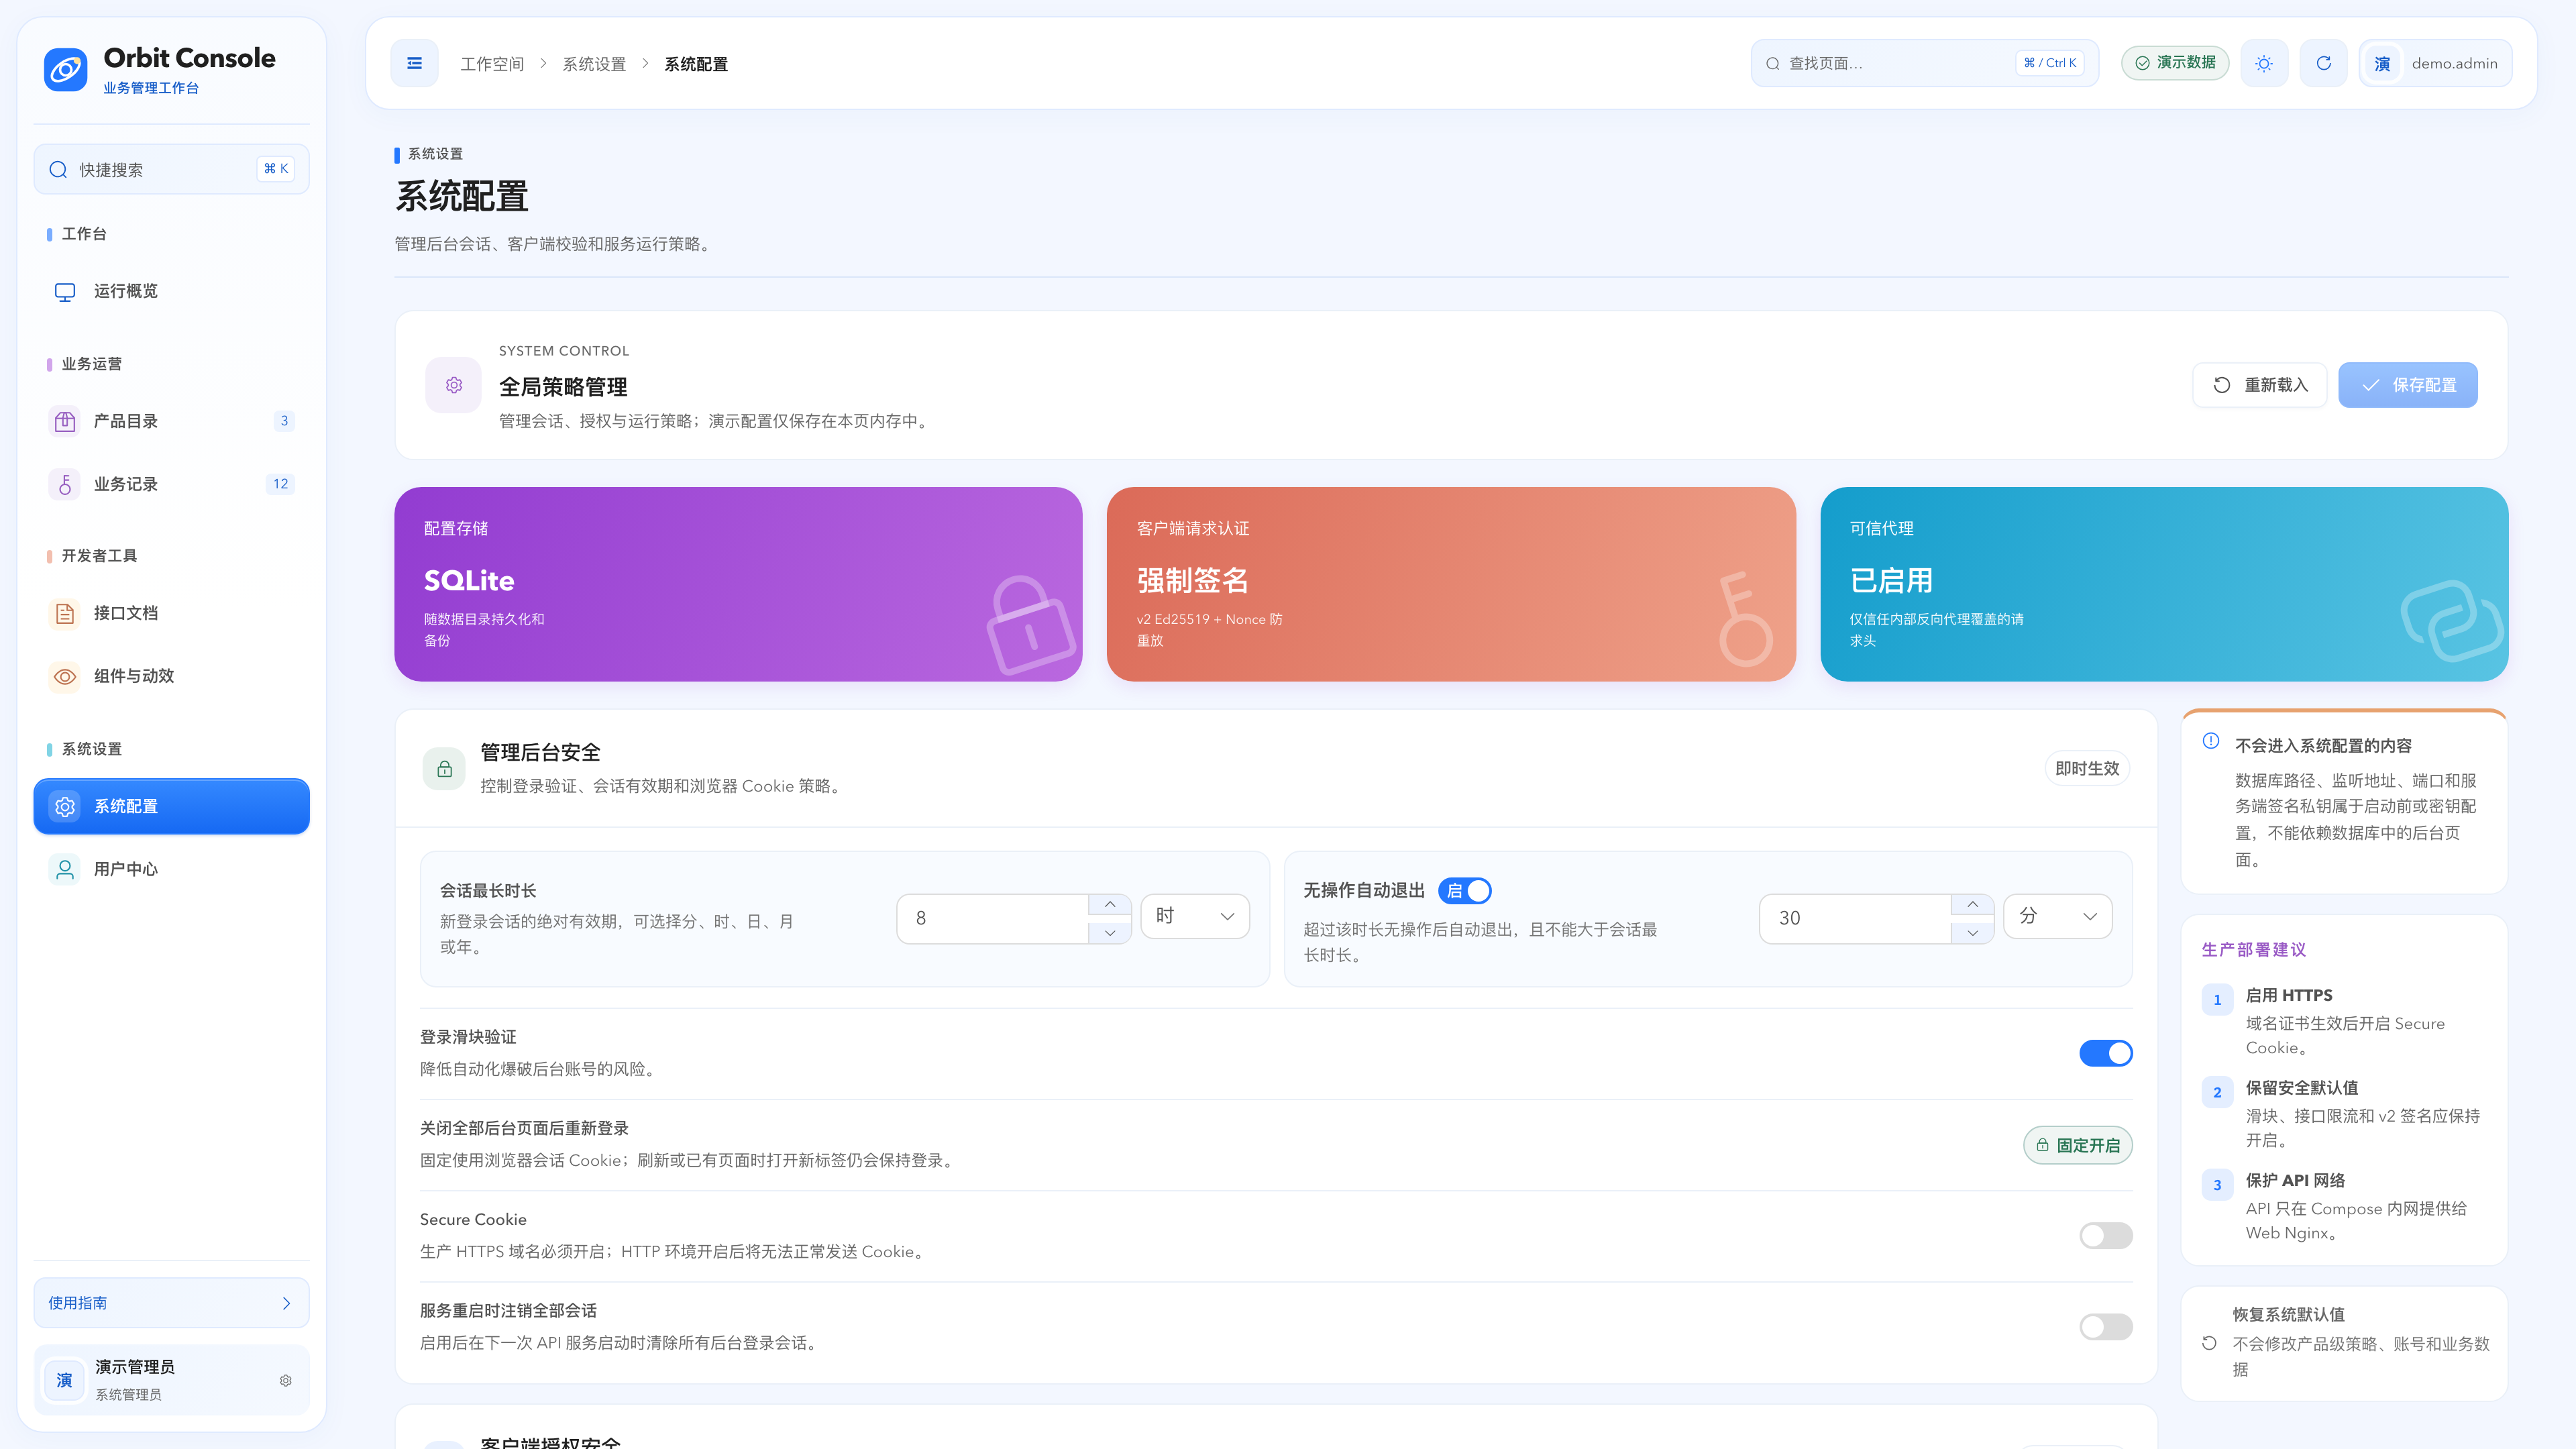 Orbit Console
业务管理工作台
快捷搜索
⌘ K
工作台
运行概览
业务运营
产品目录
3
业务记录
12
开发者工具
接口文档
组件与动效
系统设置
系统配置
用户中心
使用指南
演
演示管理员
系统管理员
工作空间
系统设置
系统配置
查找页面…
⌘ / Ctrl K
演示数据
演
demo.admin
系统设置
系统配置
管理后台会话、客户端校验和服务运行策略。
SYSTEM CONTROL
全局策略管理
管理会话、授权与运行策略；演示配置仅保存在本页内存中。
重新载入
保存配置
配置存储
SQLite
随数据目录持久化和
备份
客户端请求认证
强制签名
v2 Ed25519 + Nonce 防
重放
可信代理
已启用
仅信任内部反向代理覆盖的请
求头
管理后台安全
控制登录验证、会话有效期和浏览器 Cookie 策略。
即时生效
会话最长时长
新登录会话的绝对有效期，可选择分、时、日、月
或年。
8
时
无操作自动退出
启
超过该时长无操作后自动退出，且不能大于会话最
长时长。
30
分
登录滑块验证
降低自动化爆破后台账号的风险。
关闭全部后台页面后重新登录
固定使用浏览器会话 Cookie；刷新或已有页面时打开新标签仍会保持登录。
固定开启
Secure Cookie
生产 HTTPS 域名必须开启；HTTP 环境开启后将无法正常发送 Cookie。
服务重启时注销全部会话
启用后在下一次 API 服务启动时清除所有后台登录会话。
客户端授权安全
不会进入系统配置的内容
数据库路径、监听地址、端口和服
务端签名私钥属于启动前或密钥配
置，不能依赖数据库中的后台页
面。
生产部署建议
1
启用 HTTPS
域名证书生效后开启 Secure
Cookie。
2
保留安全默认值
滑块、接口限流和 v2 签名应保持
开启。
3
保护 API 网络
API 只在 Compose 内网提供给
Web Nginx。
恢复系统默认值
不会修改产品级策略、账号和业务数
据